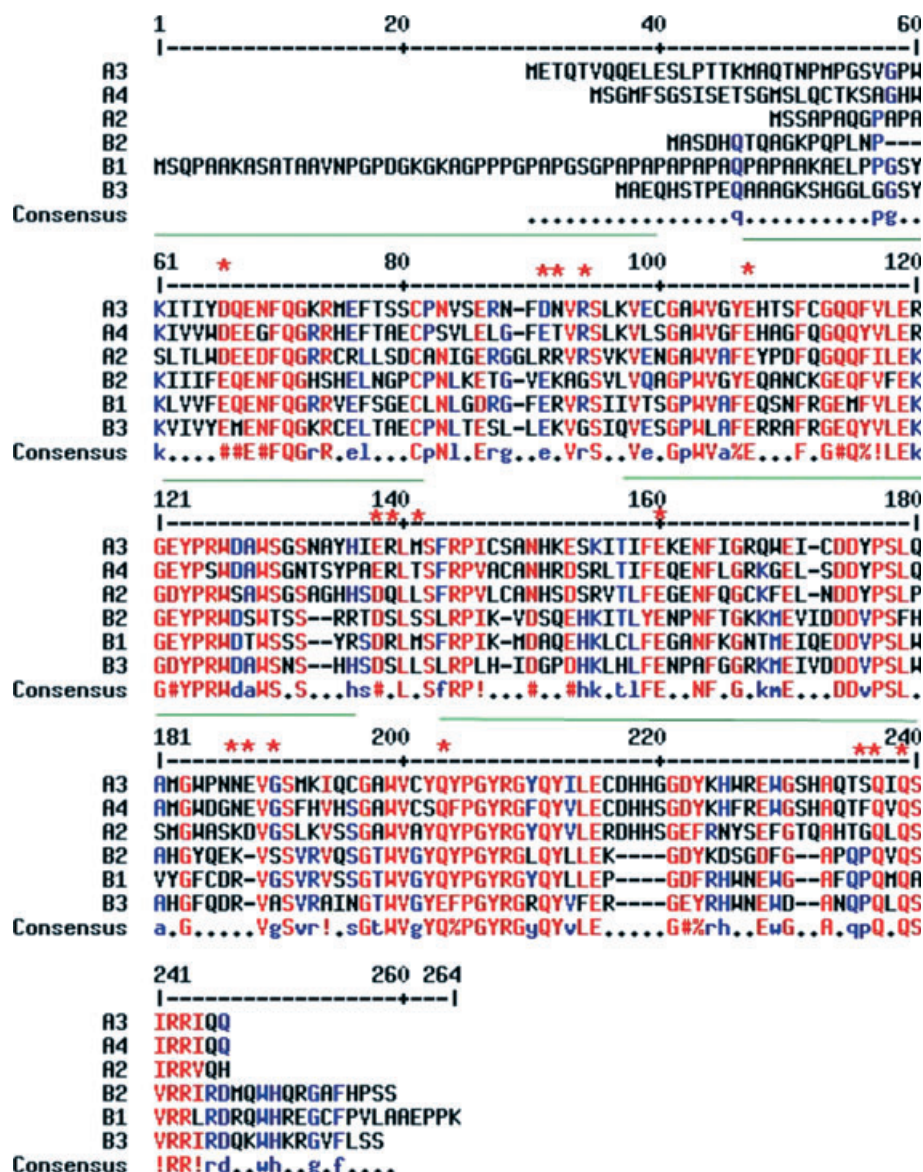 1 20 40 60
|------------------+-------------------+-------------------|
A3 METQTVQQELESLPTTKMAQTNPMPGSVGPW
A4 MSGMFSGSISETSGMSLQCTKSAGHW
A2 MSSAPAQGPAPA
B2 MASDHQTQAGKPQPLNP---
B1 MSQPAAKASATAAVNPGPDGKGKAGPPPGPAPGSGPAPAPAPAPAQPAPAAKAELPPGSY
B3 MAEQHSTPEQAAAGKSHGGLGGSY
Consensus ................q..........pg..
61 * 80 ** * 100 * 120
|------------------+-------------------+-------------------|
A3 KITIYDQENFQGKRMEFTSSCPNVSERN-FDNVRSLKVECGAWVGYEHTSFCGQQFVLER
A4 KIVVWDEEGFQGRRHEFTAECPSVLELG-FETVRSLKVLSGAWVGFEHAGFQGQQYVLER
A2 SLTLWDEEDFQGRRCRLLSDCANIGERGGLRRVRSVKVENGAWVAFEYPDFQGQQFILEK
B2 KIIIFEQENFQGHSHELNGPCPNLKETG-VEKAGSVLVQAGPWVGYEQANCKGEQFVFEK
B1 KLVVFEQENFQGRRVEFSGECLNLGDRG-FERVRSIIVTSGPWVAFEQSNFRGEMFVLEK
B3 KVIVYEMENFQGKRCELTAECPNLTESL-LEKVGSIQVESGPWLAFERRAFRGEQYVLEK
Consensus k....##E#FQGrR.el...CpNl.Erg..e.VrS..Ve.GpWVa%E...F.G#Q%!LEk
121 *140* 160 180
|------------------+-------------------+-------------------|
A3 GEYPRWDAWSGSNAYHIERLMSFRPICSANHKESKITIFEKENFIGRQWEI-CDDYPSLQ
A4 GEYPSWDAWSGNTSYPAERLTSFRPVACANHRDSRLTIFEQENFLGRKGEL-SDDYPSLQ
A2 GDYPRWSAWSGSAGHHSDQLLSFRPVLCANHSDSRVTLFEGENFQGCKFEL-NDDYPSLP
B2 GEYPRWDSWTSS--RRTDSLSSLRPIK-VDSQEHKITLYENPNFTGKKMEVIDDDVPSFH
B1 GEYPRWDTWSSS--YRSDRLMSFRPIK-MDAQEHKLCLFEGANFKGNTMEIQEDDVPSLW
B3 GDYPRWDAWSNS--HHSDSLLSLRPLH-IDGPDHKLHLFENPAFGGRKMEIVDDDVPSLW
Consensus G#YPRWdaWS.S...hs#.L.SfRP!...#..#hk.tlFE..NF.G.kmE...DDvPSL.
181 ** * 200 * 220 ** *240
|------------------+-------------------+-------------------|
A3 AMGWPNNEVGSMKIQCGAWVCYQYPGYRGYQYILECDHHGGDYKHWREWGSHAQTSQIQS
A4 AMGWDGNEVGSFHVHSGAWVCSQFPGYRGFQYVLECDHHSGDYKHFREWGSHAQTFQVQS
A2 SMGWASKDVGSLKVSSGAWVAYQYPGYRGYQYVLERDHHSGEFRNYSEFGTQAHTGQLQS
B2 AHGYQEK-VSSVRVQSGTWVGYQYPGYRGLQYLLEK----GDYKDSGDFG--APQPQVQS
B1 VYGFCDR-VGSVRVSSGTWVGYQYPGYRGYQYLLEP----GDFRHWNEWG--AFQPQMQA
B3 AHGFQDR-VASVRAINGTWVGYEFPGYRGRQYVFER----GEYRHWNEWD--ANQPQLQS
Consensus a.G.....VgSvr!.sGtWVgYQ%PGYRGyQYvLE.....G#%rh..EwG..A.qpQ.QS
241 260 264
|------------------+---|
A3 IRRIQQ
A4 IRRIQQ
A2 IRRVQH
B2 VRRIRDMQWHQRGAFHPSS
B1 VRRLRDRQWHREGCFPVLAAEPPK
B3 VRRIRDQKWHKRGVFLSS
Consensus !RR!rd..wh..g.f....